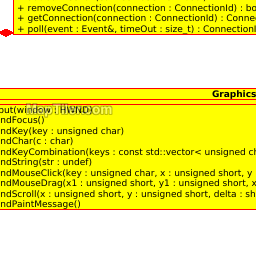 + removeConnection(connection : ConnectionId) : bo
+ getConnection(connection : ConnectionId) : Conne
+ poll(event : Event&, timeOut : size_t) : Connection
Graphics
put(window : HWND)
ndFocus()
ndKey(key : unsigned char)
ndChar(c : char)
ndKeyCombination(keys : const std::vector< unsigned ch
ndString(str : undef)
ndMouseClick(key : unsigned char, x : unsigned short, y
ndMouseDrag(x1 : unsigned short, y1 : unsigned short, x
ndScroll(x : unsigned short, y : unsigned short, delta : sh
ndPaintMessage()